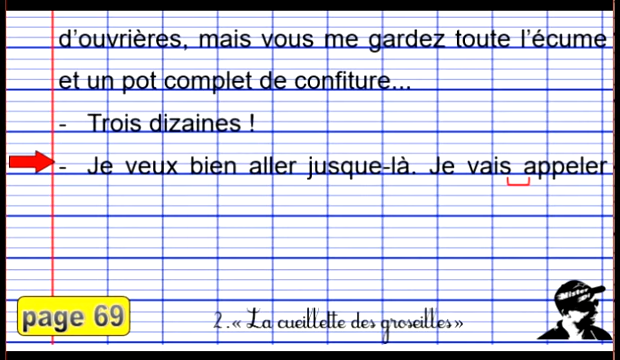 d’ouvrières, mais vous me gardez toute l’écume
et un pot complet de confiture...
- Trois dizaines !
- Je veux bien aller jusque-là. Je vais appeler
page 69
2. « La cueillette des groseilles »
Mister